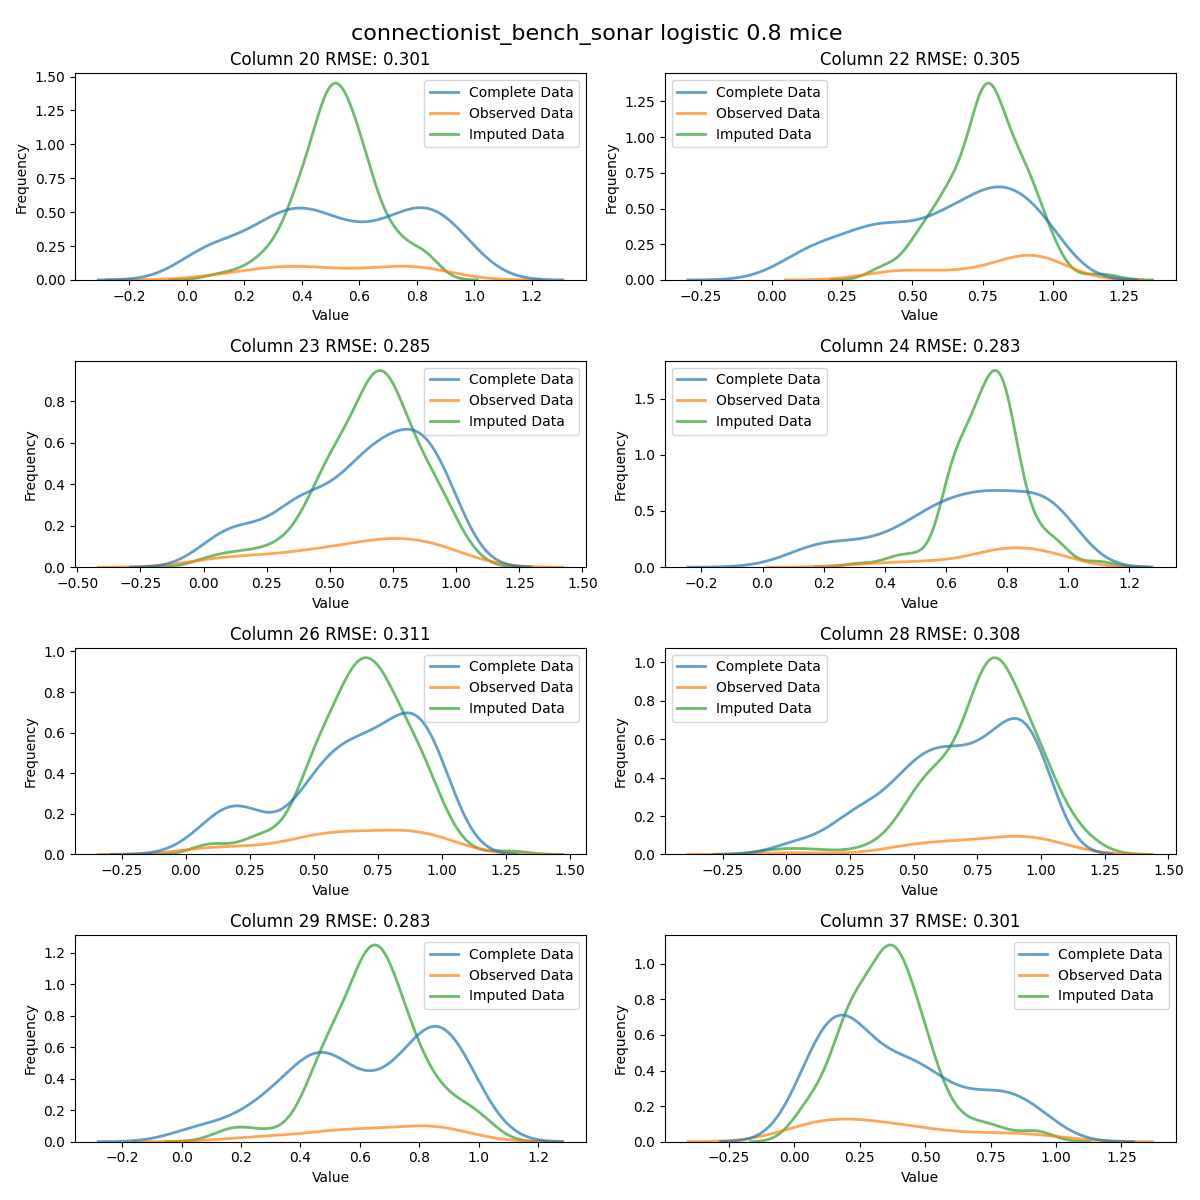 connectionist_bench_sonar logistic 0.8 mice
Column 20 RMSE: 0.301
Frequency
1.50
1.25
1.00
0.75
0.50
0.25
0.00
Complete Data
Observed Data
Imputed Data
−0.2 0.0 0.2 0.4 0.6 0.8 1.0 1.2
Value
Column 22 RMSE: 0.305
Frequency
1.25
1.00
0.75
0.50
0.25
0.00
Complete Data
Observed Data
Imputed Data
−0.25 0.00 0.25 0.50 0.75 1.00 1.25
Value
Column 23 RMSE: 0.285
Frequency
0.8
0.6
0.4
0.2
0.0
Complete Data
Observed Data
Imputed Data
−0.50 −0.25 0.00 0.25 0.50 0.75 1.00 1.25 1.50
Value
Column 24 RMSE: 0.283
Frequency
1.5
1.0
0.5
0.0
Complete Data
Observed Data
Imputed Data
−0.2 0.0 0.2 0.4 0.6 0.8 1.0 1.2
Value
Column 26 RMSE: 0.311
Frequency
1.0
0.8
0.6
0.4
0.2
0.0
Complete Data
Observed Data
Imputed Data
−0.25 0.00 0.25 0.50 0.75 1.00 1.25 1.50
Value
Column 28 RMSE: 0.308
Frequency
1.0
0.8
0.6
0.4
0.2
0.0
Complete Data
Observed Data
Imputed Data
−0.25 0.00 0.25 0.50 0.75 1.00 1.25 1.50
Value
Column 29 RMSE: 0.283
Frequency
1.2
1.0
0.8
0.6
0.4
0.2
0.0
Complete Data
Observed Data
Imputed Data
−0.2 0.0 0.2 0.4 0.6 0.8 1.0 1.2
Value
Column 37 RMSE: 0.301
Frequency
1.0
0.8
0.6
0.4
0.2
0.0
Complete Data
Observed Data
Imputed Data
−0.25 0.00 0.25 0.50 0.75 1.00 1.25
Value